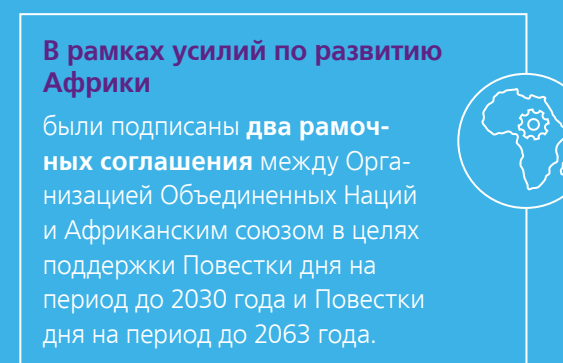 В рамках усилий по развитию
Африки
были подписаны два рамоч-
ных соглашения между Орга-
низацией Объединенных Наций
и Африканским союзом в целях
поддержки Повестки дня на
период до 2030 года и Повестки
дня на период до 2063 года.